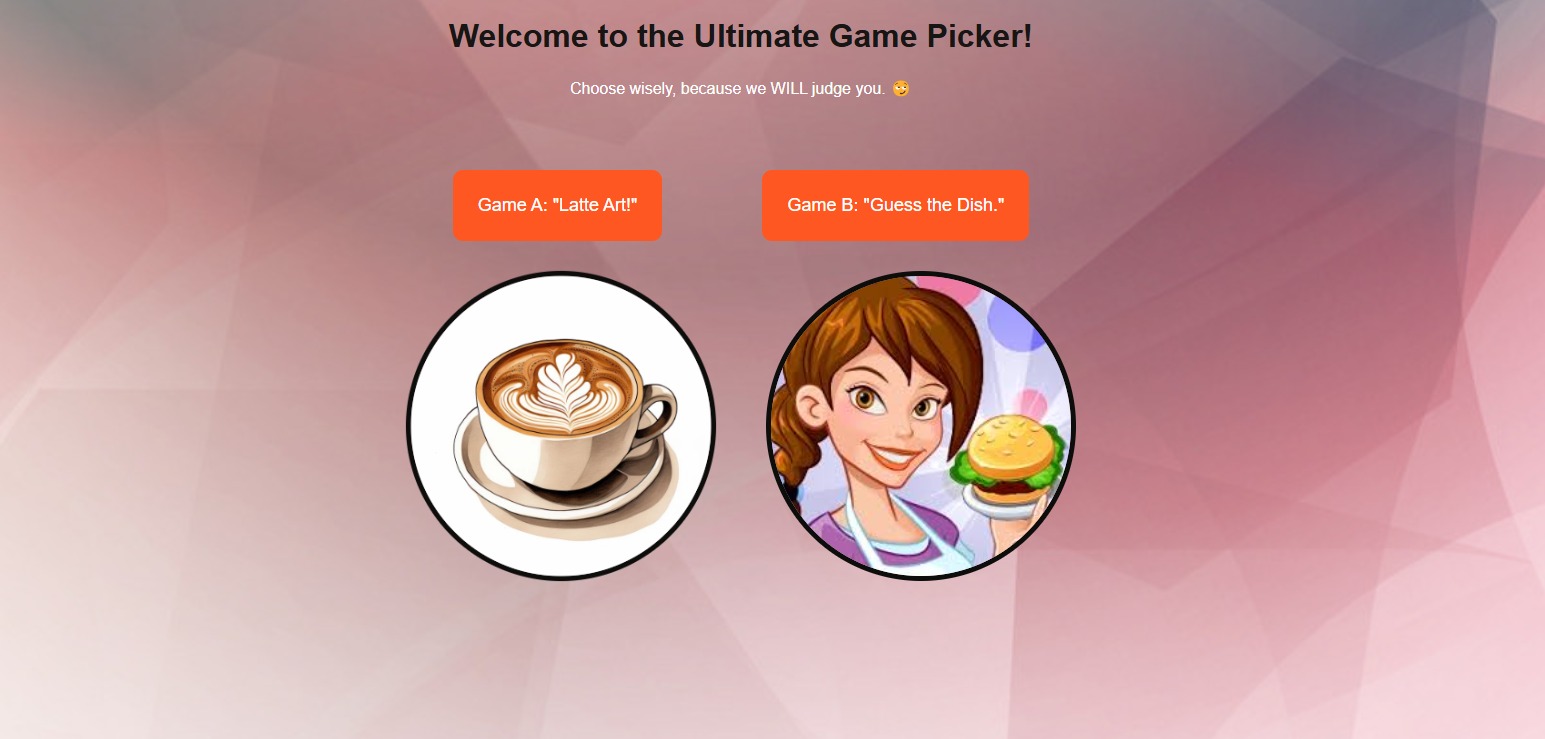 Welcome to the Ultimate Game Picker!
Choose wisely, because we WILL judge you. 🙄
Game A: "Latte Art!"
Game B: "Guess the Dish."